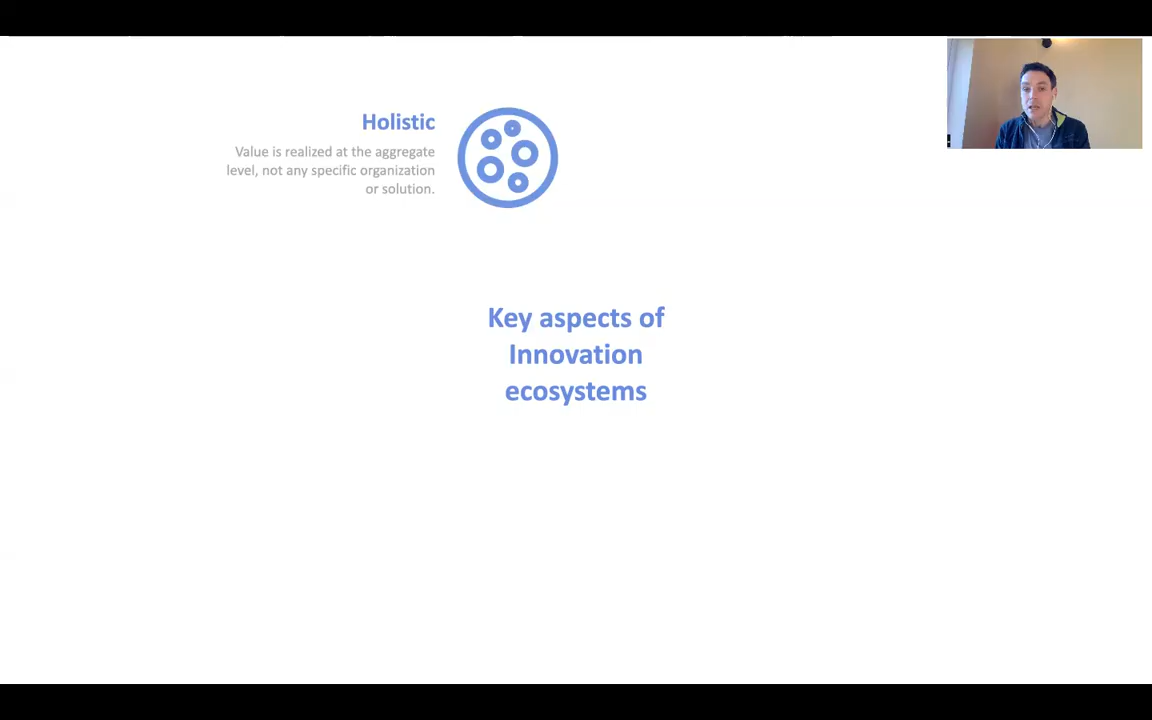 Holistic
Value is realized at the aggregate
level, not any specific organization
or solution.
Key aspects of
Innovation
ecosystems